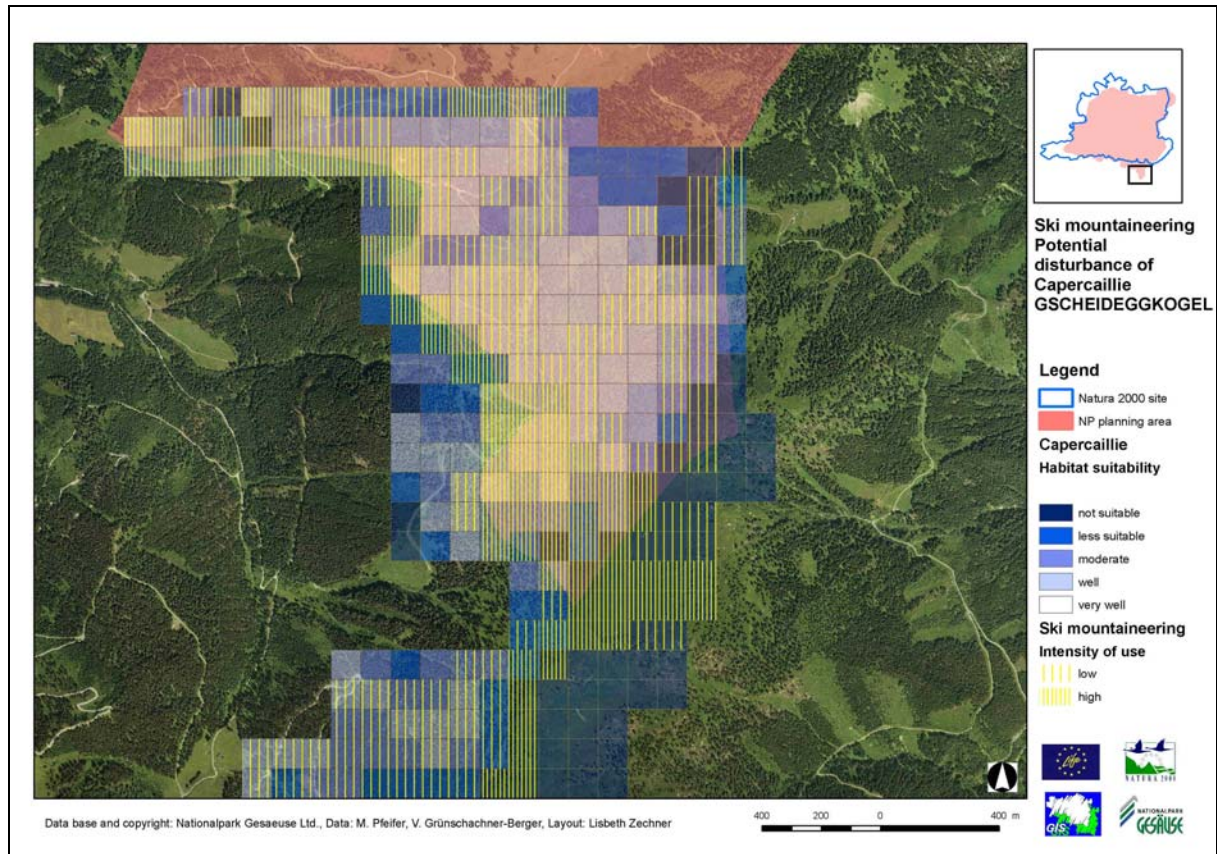 Ski mountaineering
Potential
disturbance of
Capercaillie
GSCHEIDEGGKOGEL
Legend
Natura 2000 site
NP planning area
Capercaillie
Habitat suitability
not suitable
less suitable
moderate
well
very well
Ski mountaineering
Intensity of use
low
high
Life
NATURA 2000
GIS
NATIONALPARK
GESÄUSE
Data base and copyright: Nationalpark Gesaeuse Ltd., Data: M. Pfeifer, V. Grünschachner-Berger, Layout: Lisbeth Zechner
400 200 0 400 m